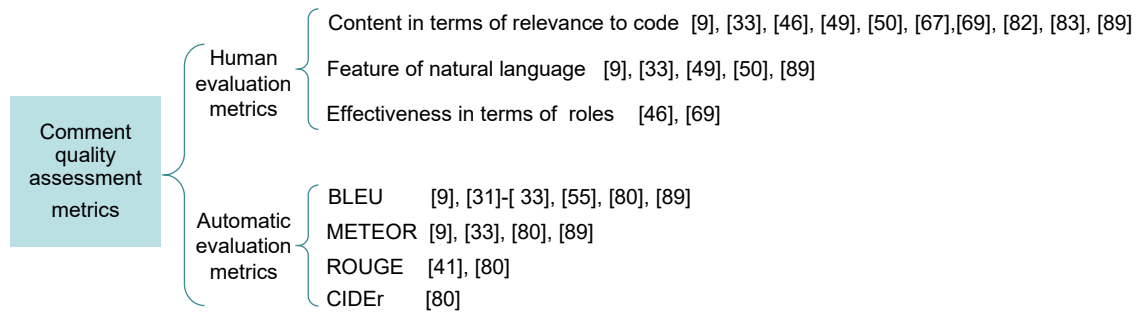 Comment
quality
assessment
metrics
Human
evaluation
metrics
Content in terms of relevance to code [9], [33], [46], [49], [50], [67],[69], [82], [83], [89]
Feature of natural language [9], [33], [49], [50], [89]
Effectiveness in terms of roles [46], [69]
Automatic
evaluation
metrics
BLEU [9], [31]-[ 33], [55], [80], [89]
METEOR [9], [33], [80], [89]
ROUGE [41], [80]
CIDEr [80]